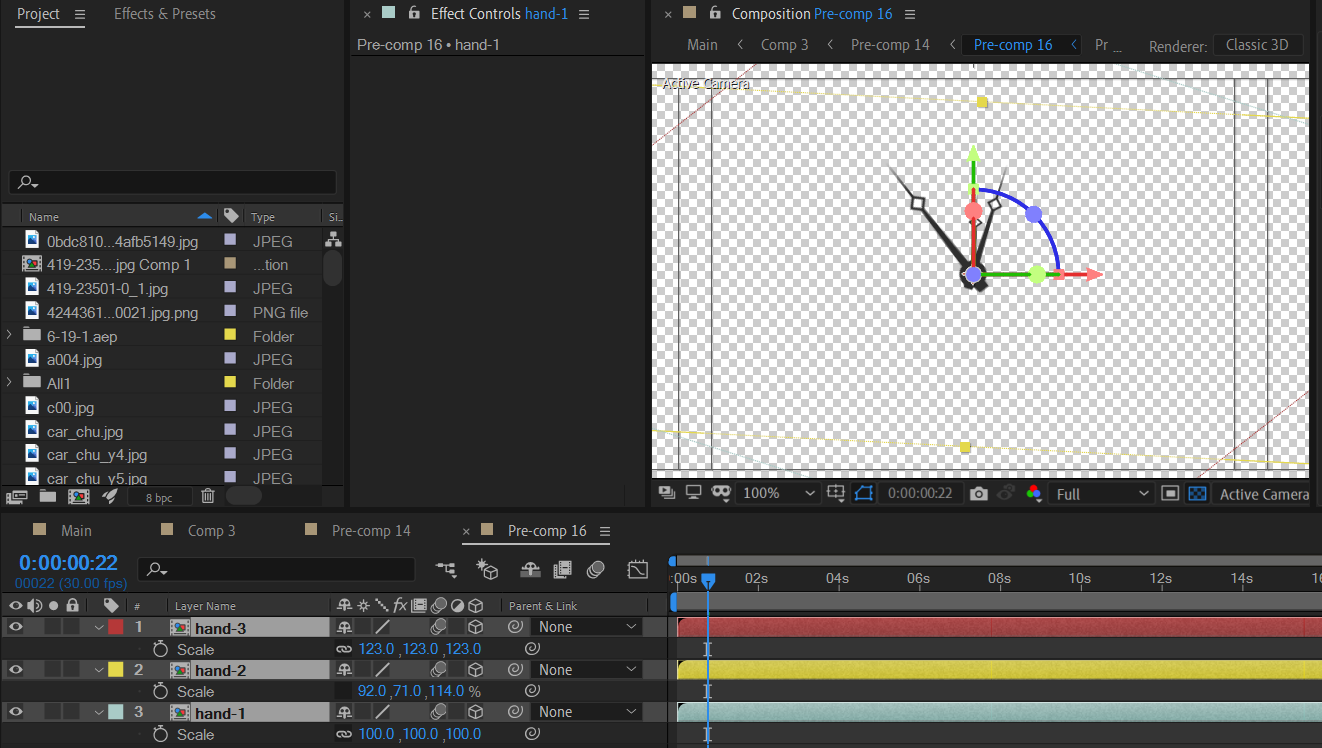 Project
Effects & Presets
Effect Controls hand-1
Composition Pre-comp 16
Pre-comp 16 • hand-1
Main
Comp 3
Pre-comp 14
Pre-comp 16
Pr ...
Renderer:
Classic 3D
Active Camera
Name
Type
Si..
0bdc810...4afb5149.jpg
JPEG
419-235....jpg Comp 1
...tion
419-23501-0_1.jpg
JPEG
4244361...0021.jpg.png
PNG file
6-19-1.aep
Folder
a004.jpg
JPEG
All1
Folder
c00.jpg
JPEG
car_chu.jpg
JPEG
car_chu_y4.jpg
JPEG
car_chu_y5.jpg
JPEG
8 bpc
100%
0:00:00:22
Full
Active Camera
Main
Comp 3
Pre-comp 14
Pre-comp 16
0:00:00:22
00022 (30.00 fps)
:00s
02s
04s
06s
08s
10s
12s
14s
16
#
Layer Name
fx
Parent & Link
1
hand-3
None
Scale
123.0 ,123.0 ,123.0
2
hand-2
None
Scale
92.0 ,71.0 ,114.0 %
3
hand-1
None
Scale
100.0 ,100.0 ,100.0